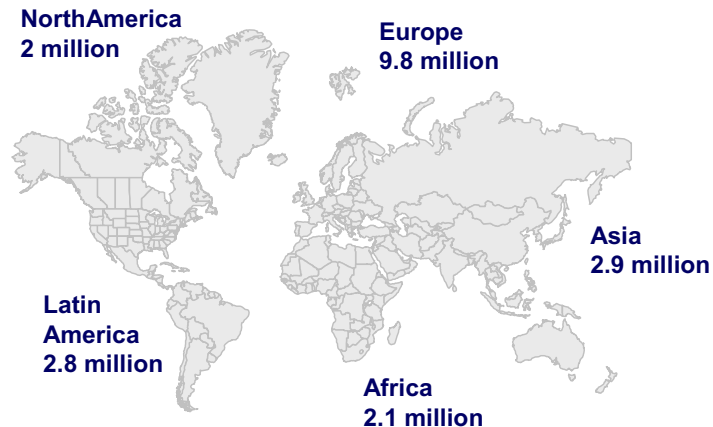 NorthAmerica
2 million
Europe
9.8 million
Asia
2.9 million
Latin
America
2.8 million
Africa
2.1 million